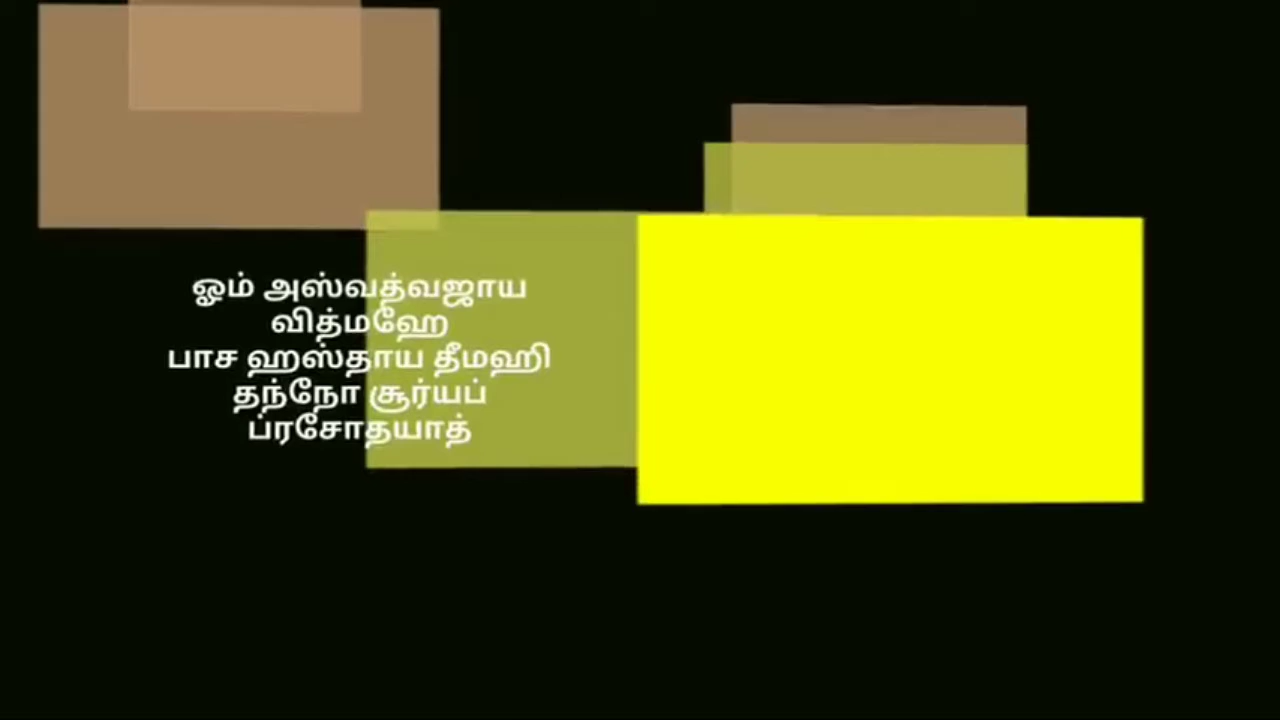 ஓம் அஸ்வத்வஜாய
வித்மஹே
பாச ஹஸ்தாய தீமஹி
தந்நோ சூர்யப்
ப்ரசோதயாத்